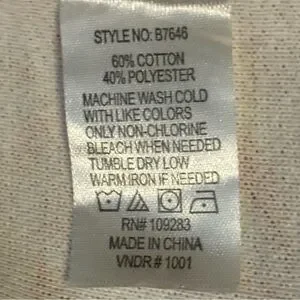 STYLE NO: B7646
60% COTTON
40% POLYESTER
MACHINE WASH COLD
WITH LIKE COLORS
ONLY NON-CHLORINE
BLEACH WHEN NEEDED
TUMBLE DRY LOW
WARM IRON IF NEEDED
RN# 109283
MADE IN CHINA
VNDR # 1001